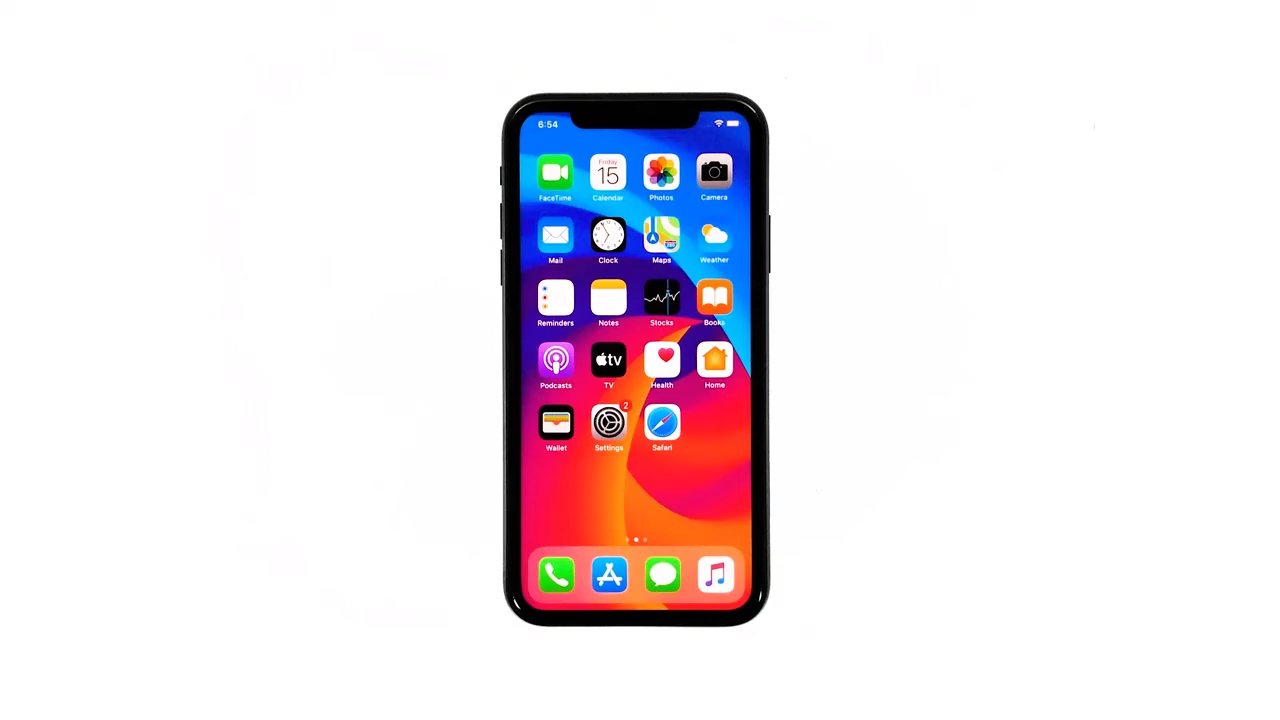 6:54
Friday
15
FaceTime Calendar Photos Camera
280
Mail Clock Maps Weather
Reminders Notes Stocks Books
tv
Podcasts TV Health Home
2
Wallet Settings Safari